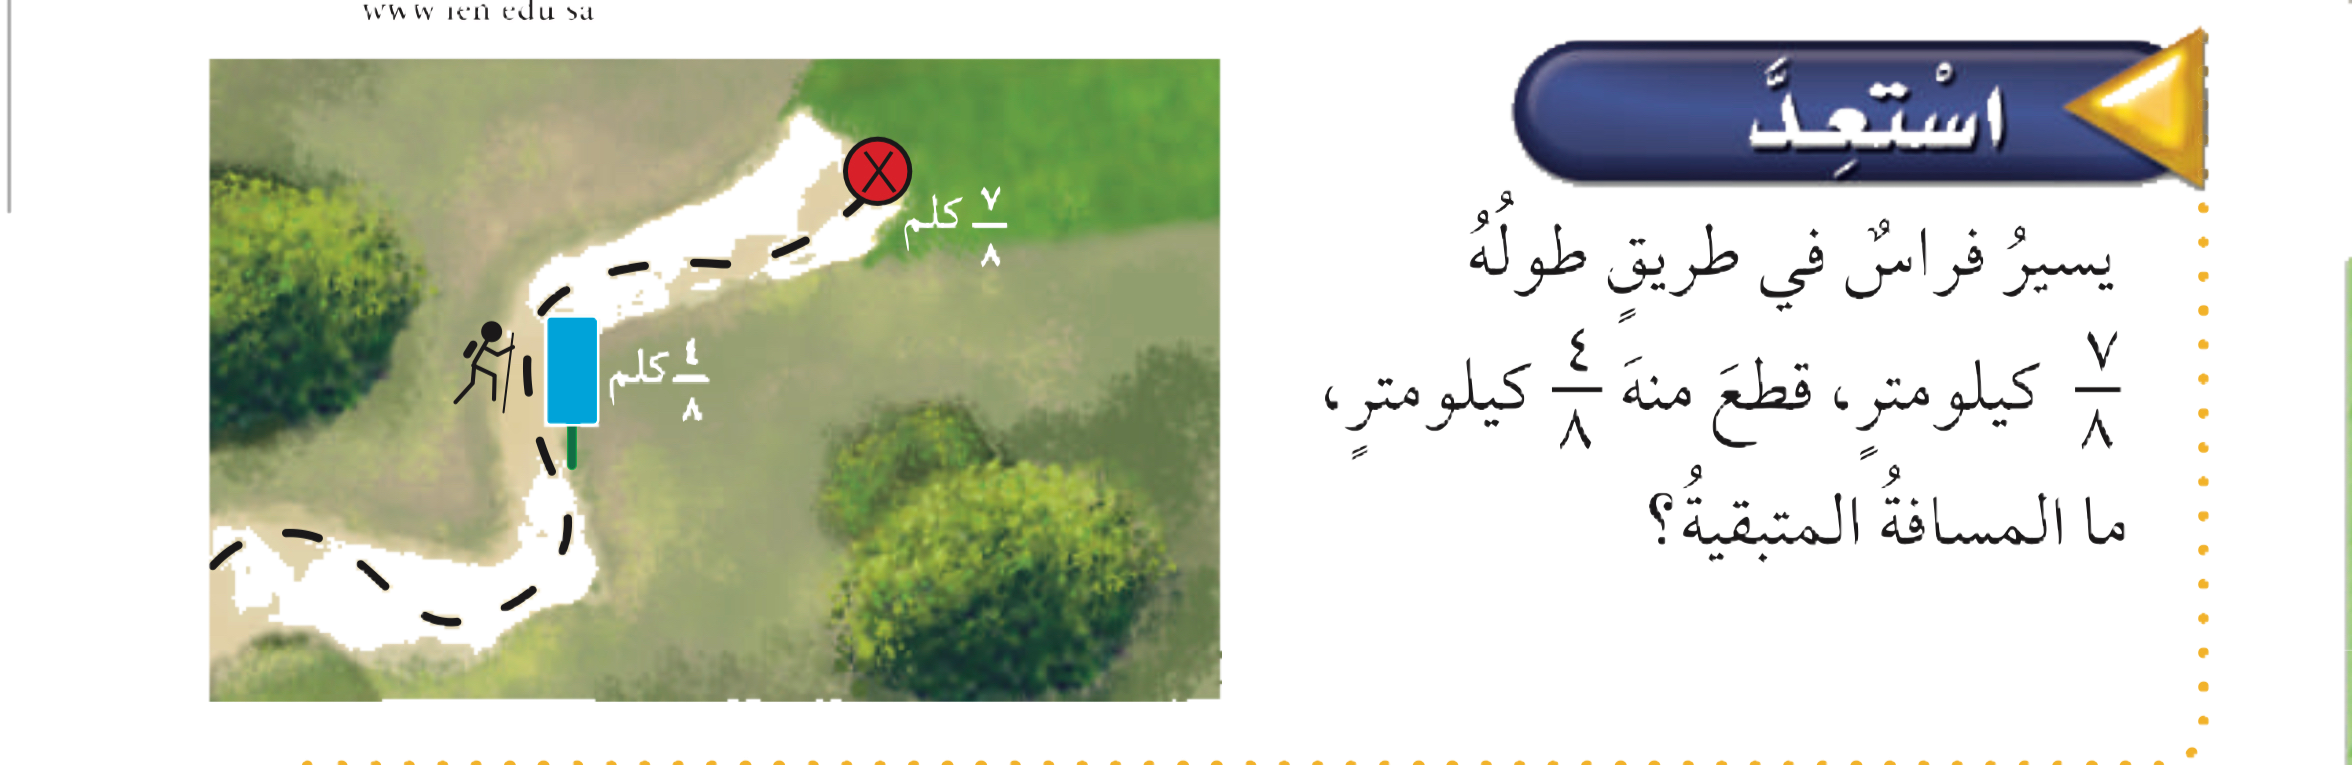 www ien edu sa
اسْتَعِدَّ
يسيرُ فراسٌ في طريقٍ طولُهُ
٧/٨ كيلومترٍ، قطعَ منهَ ٤/٨ كيلومترٍ،
ما المسافةُ المتبقيةُ؟
٧/٨ كلم
٤/٨ كلم